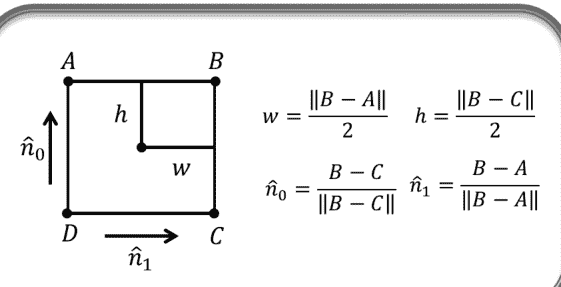 A B
h
n̂₀
w
D C
n̂₁
w = ‖B − A‖ / 2 h = ‖B − C‖ / 2
n̂₀ = (B − C) / ‖B − C‖ n̂₁ = (B − A) / ‖B − A‖